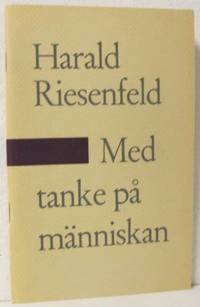 Harald
Riesenfeld
Med
tanke på
människan